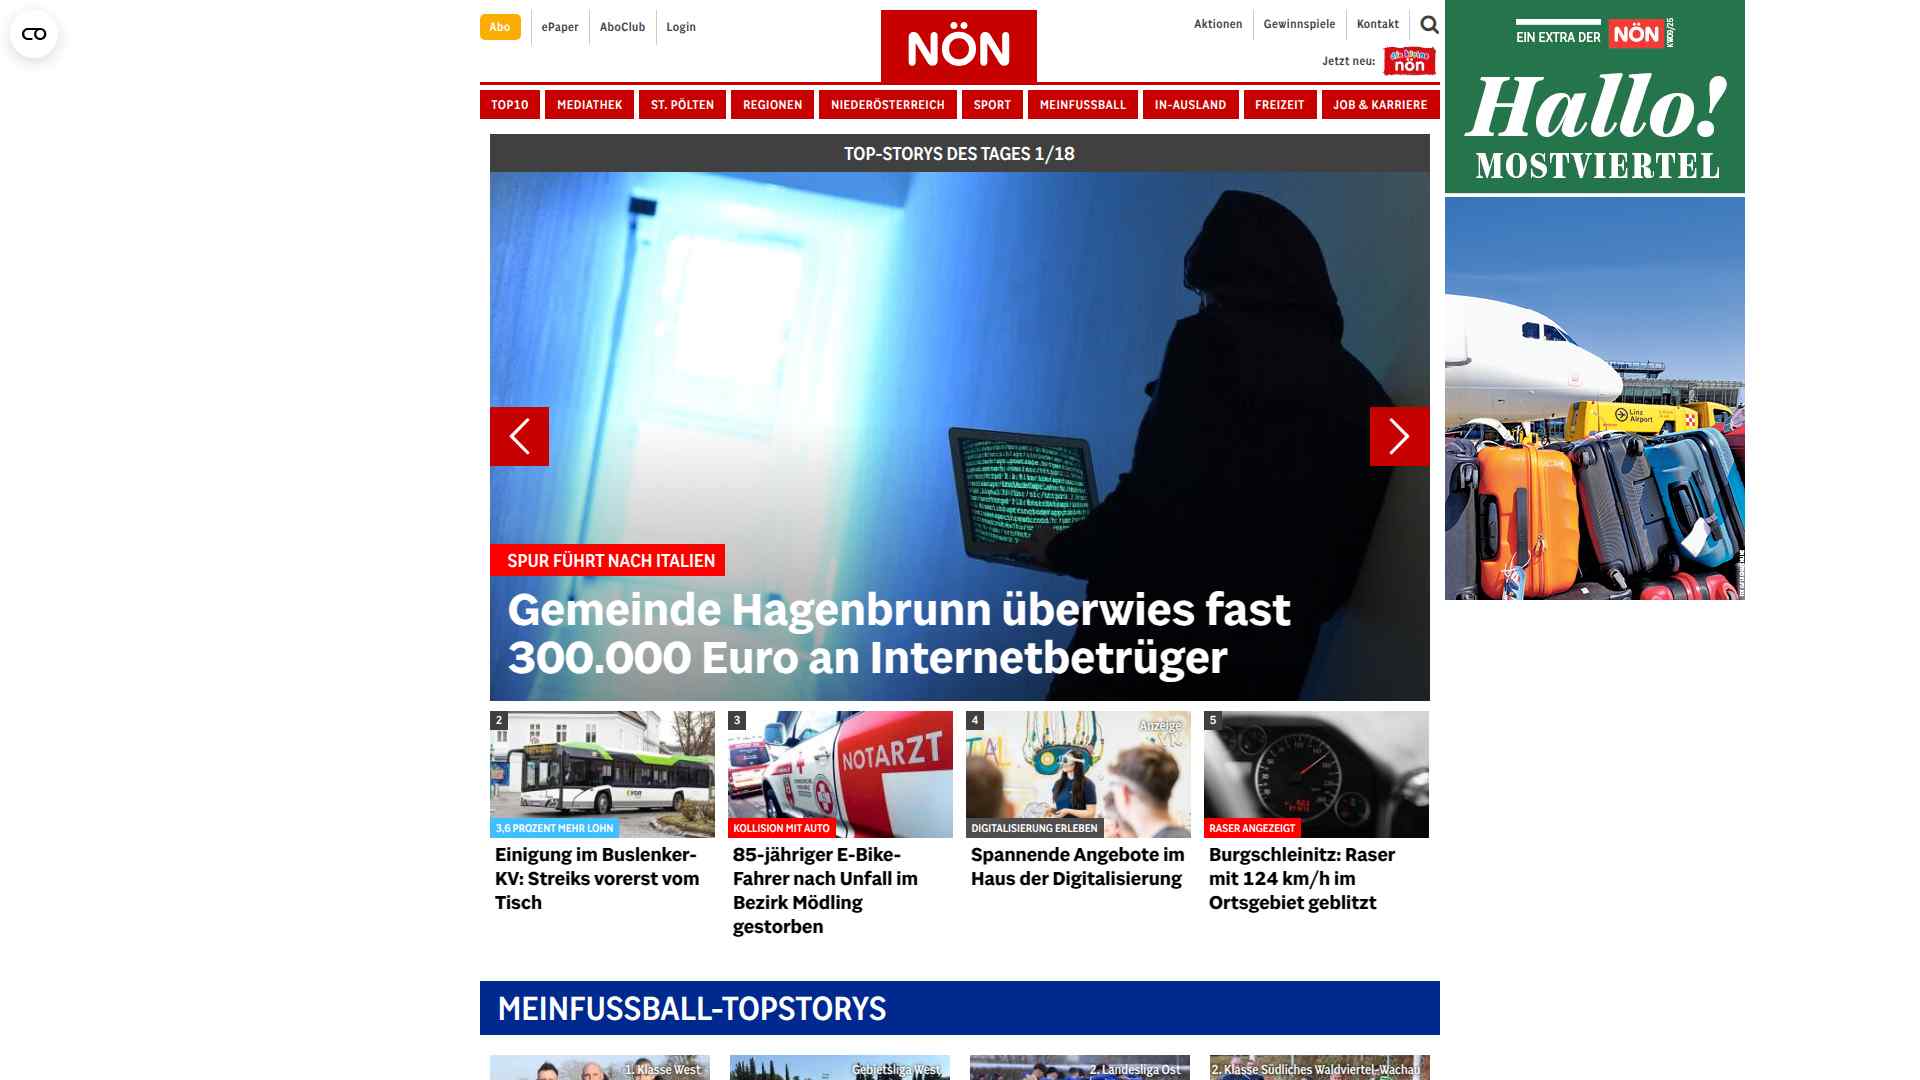 Abo
ePaper
AboClub
Login
NÖN
Aktionen
Gewinnspiele
Kontakt
Jetzt neu:
die kleine
nön
TOP10
MEDIATHEK
ST. PÖLTEN
REGIONEN
NIEDERÖSTERREICH
SPORT
MEINFUSSBALL
IN-AUSLAND
FREIZEIT
JOB & KARRIERE
EIN EXTRA DER NÖN KW09/25
Hallo!
MOSTVIERTEL
Linz
Airport
TOP-STORYS DES TAGES 1/18
SPUR FÜHRT NACH ITALIEN
Gemeinde Hagenbrunn überwies fast
300.000 Euro an Internetbetrüger
2
3,6 PROZENT MEHR LOHN
Einigung im Buslenker-
KV: Streiks vorerst vom
Tisch
3
NOTARZT
KOLLISION MIT AUTO
85-jähriger E-Bike-
Fahrer nach Unfall im
Bezirk Mödling
gestorben
4
Anzeige
DIGITALISIERUNG ERLEBEN
Spannende Angebote im
Haus der Digitalisierung
5
RASER ANGEZEIGT
Burgschleinitz: Raser
mit 124 km/h im
Ortsgebiet geblitzt
MEINFUSSBALL-TOPSTORYS
1. Klasse West
Gebietsliga West
2. Landesliga Ost
2. Klasse Südliches Waldviertel-Wachau